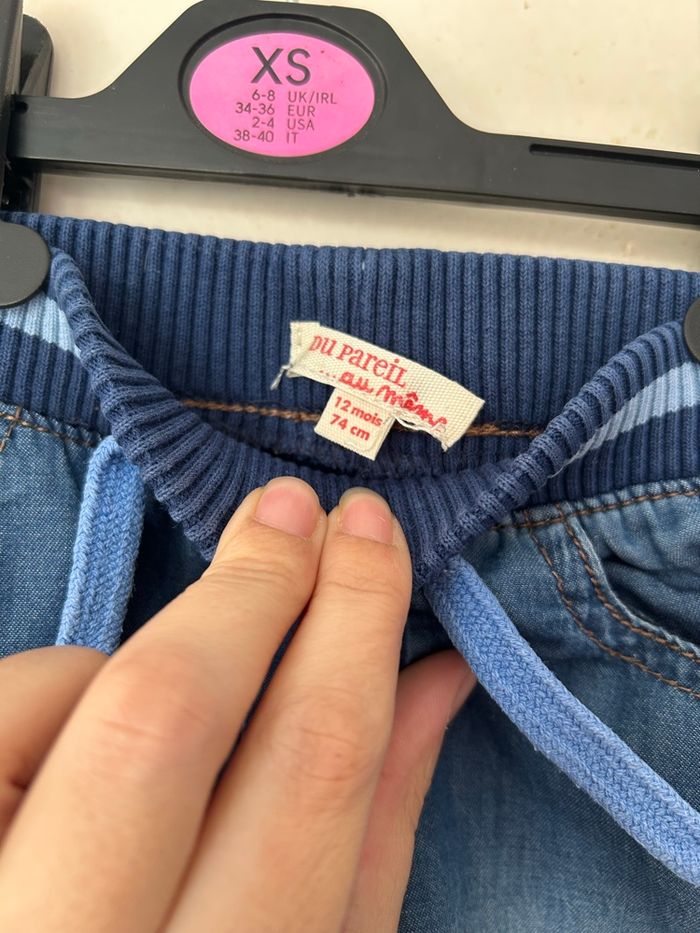 XS
6-8 UK/IRL
34-36 EUR
2-4 USA
38-40 IT
DU PAREIL
...au même
12 mois
74 cm